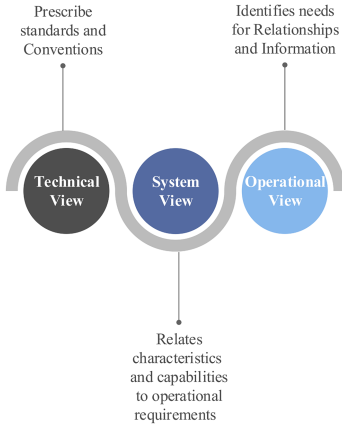 Prescribe
standards and
Conventions
Identifies needs
for Relationships
and Information
Technical
View
System
View
Operational
View
Relates
characteristics
and capabilities
to operational
requirements